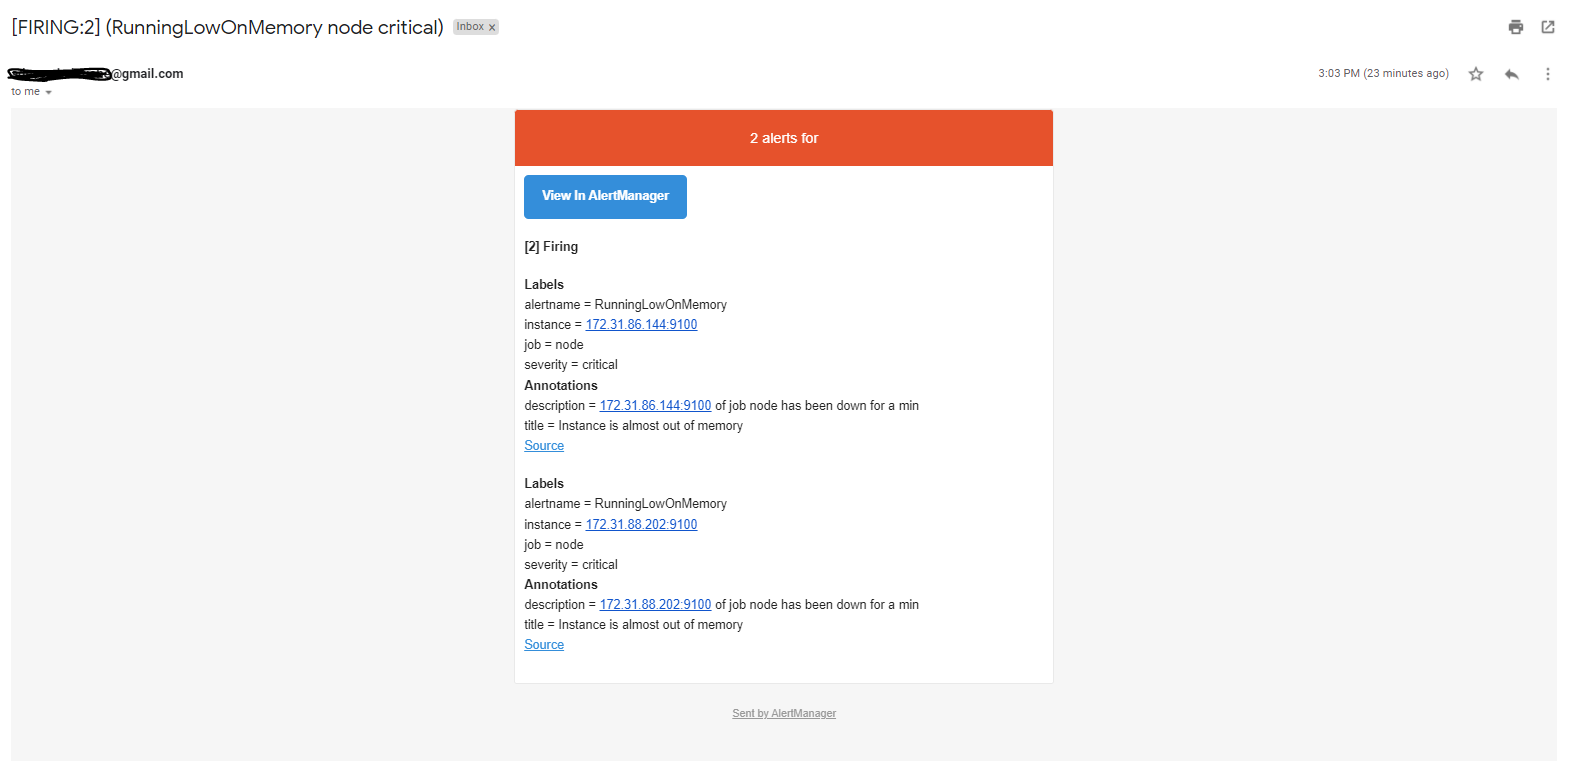 [FIRING:2] (RunningLowOnMemory node critical) Inbox x
@gmail.com 3:03 PM (23 minutes ago)
to me
2 alerts for
View In AlertManager
[2] Firing
Labels
alertname = RunningLowOnMemory
instance = 172.31.86.144:9100
job = node
severity = critical
Annotations
description = 172.31.86.144:9100 of job node has been down for a min
title = Instance is almost out of memory
Source
Labels
alertname = RunningLowOnMemory
instance = 172.31.88.202:9100
job = node
severity = critical
Annotations
description = 172.31.88.202:9100 of job node has been down for a min
title = Instance is almost out of memory
Source
Sent by AlertManager